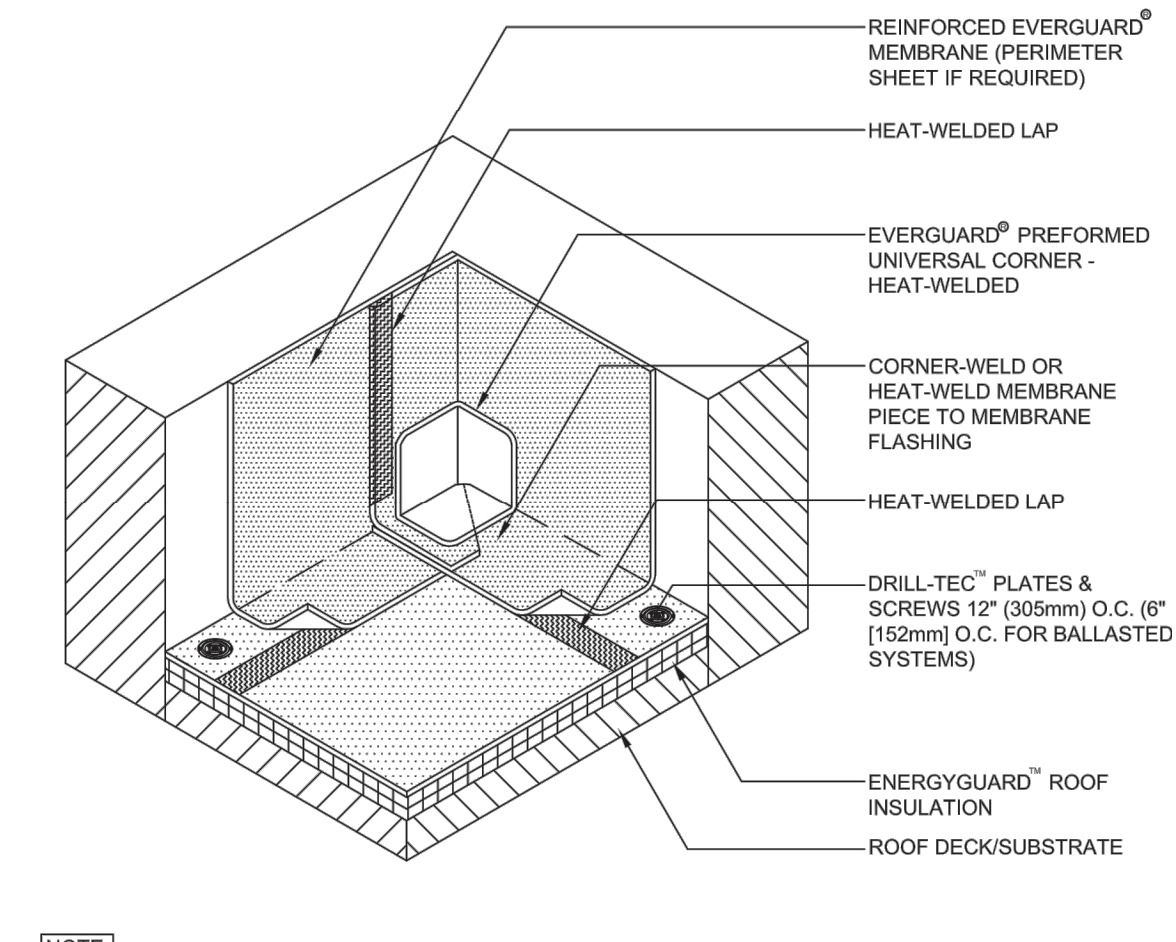 REINFORCED EVERGUARD®
MEMBRANE (PERIMETER
SHEET IF REQUIRED)
HEAT-WELDED LAP
EVERGUARD® PREFORMED
UNIVERSAL CORNER -
HEAT-WELDED
CORNER-WELD OR
HEAT-WELD MEMBRANE
PIECE TO MEMBRANE
FLASHING
HEAT-WELDED LAP
DRILL-TEC™ PLATES &
SCREWS 12" (305mm) O.C. (6"
[152mm] O.C. FOR BALLASTED
SYSTEMS)
ENERGYGUARD™ ROOF
INSULATION
ROOF DECK/SUBSTRATE
NOTE